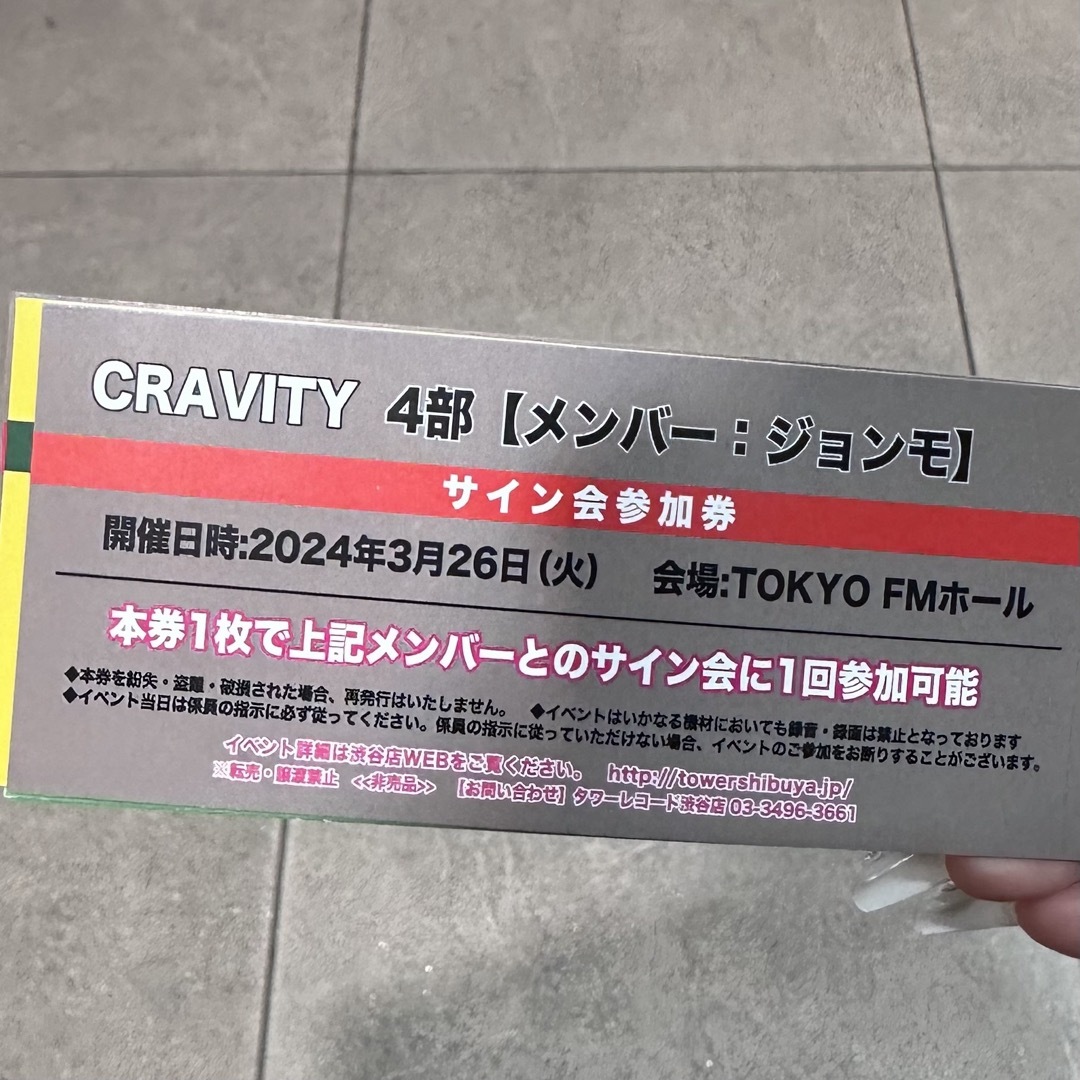 CRAVITY 4部【メンバー：ジョンモ】
サイン会参加券
開催日時:2024年3月26日(火) 会場:TOKYO FMホール
本券1枚で上記メンバーとのサイン会に1回参加可能
◆本券を紛失・盗難・破損された場合、再発行はいたしません。 ◆イベントはいかなる機材においても録音・録画は禁止となっております
◆イベント当日は係員の指示に必ず従ってください。係員の指示に従っていただけない場合、イベントのご参加をお断りすることがございます。
イベント詳細は渋谷店WEBをご覧ください。 http://towershibuya.jp/
※転売・譲渡禁止 <<非売品>> 【お問い合わせ】タワーレコード渋谷店 03-3496-3661